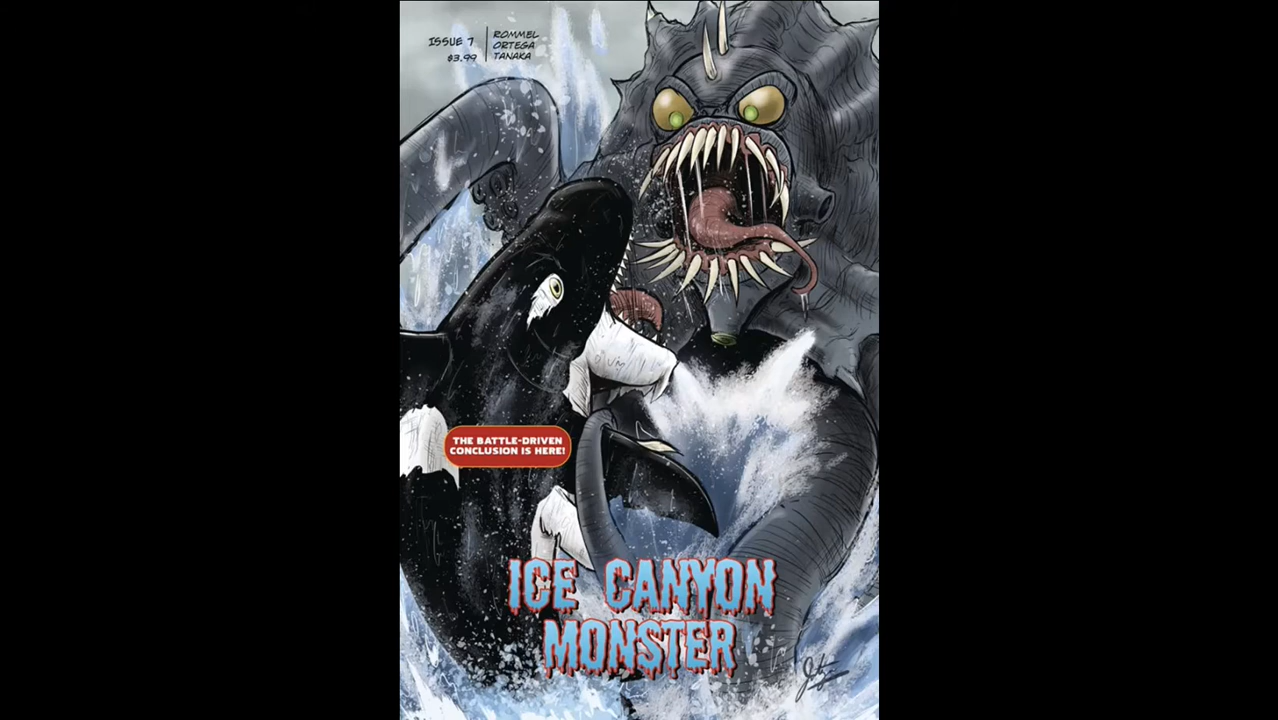 ISSUE 7
$3.99
ROMMEL
ORTEGA
TANAKA
THE BATTLE-DRIVEN
CONCLUSION IS HERE!
ICE CANYON
MONSTER